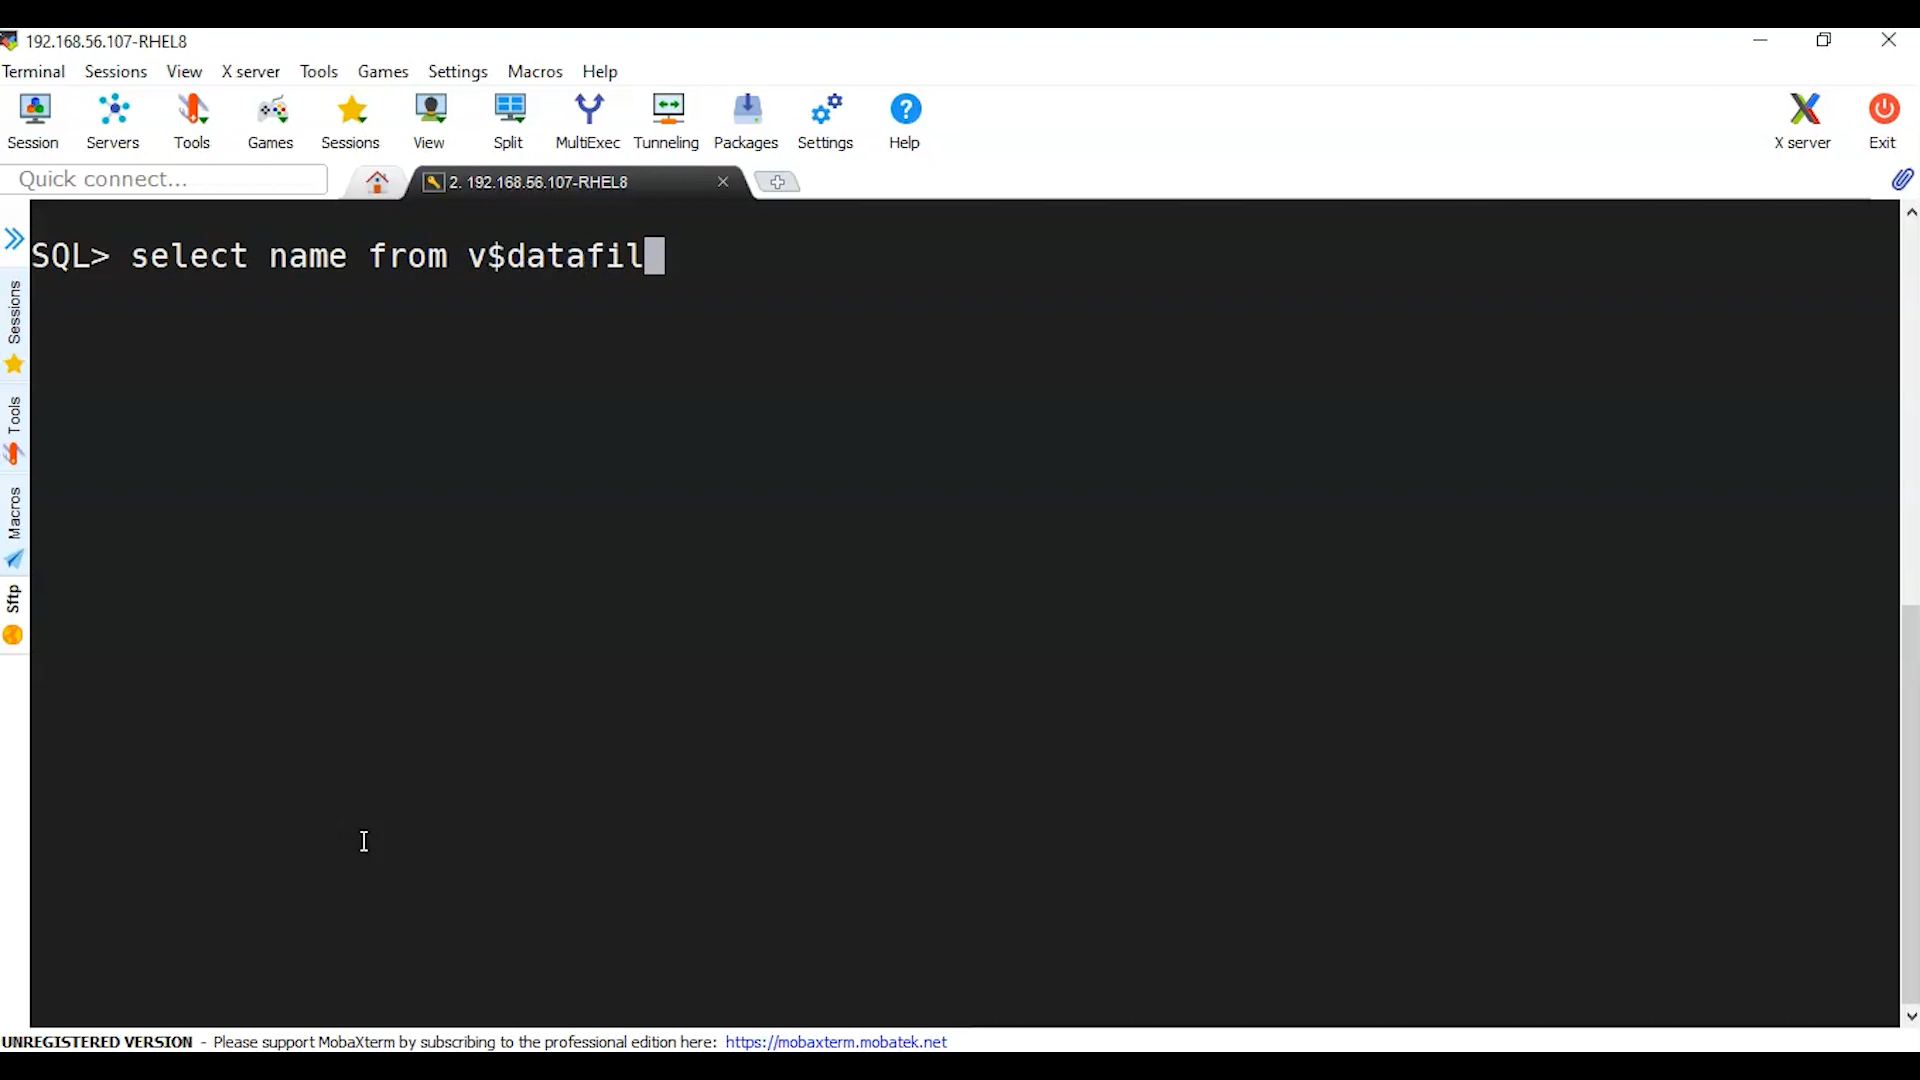 192.168.56.107-RHEL8
Terminal Sessions View X server Tools Games Settings Macros Help
Session Servers Tools Games Sessions View Split MultiExec Tunneling Packages Settings Help X server Exit
Quick connect...
2. 192.168.56.107-RHEL8
SQL> select name from v$datafil
Sessions
Tools
Macros
Sftp
UNREGISTERED VERSION - Please support MobaXterm by subscribing to the professional edition here: https://mobaxterm.mobatek.net